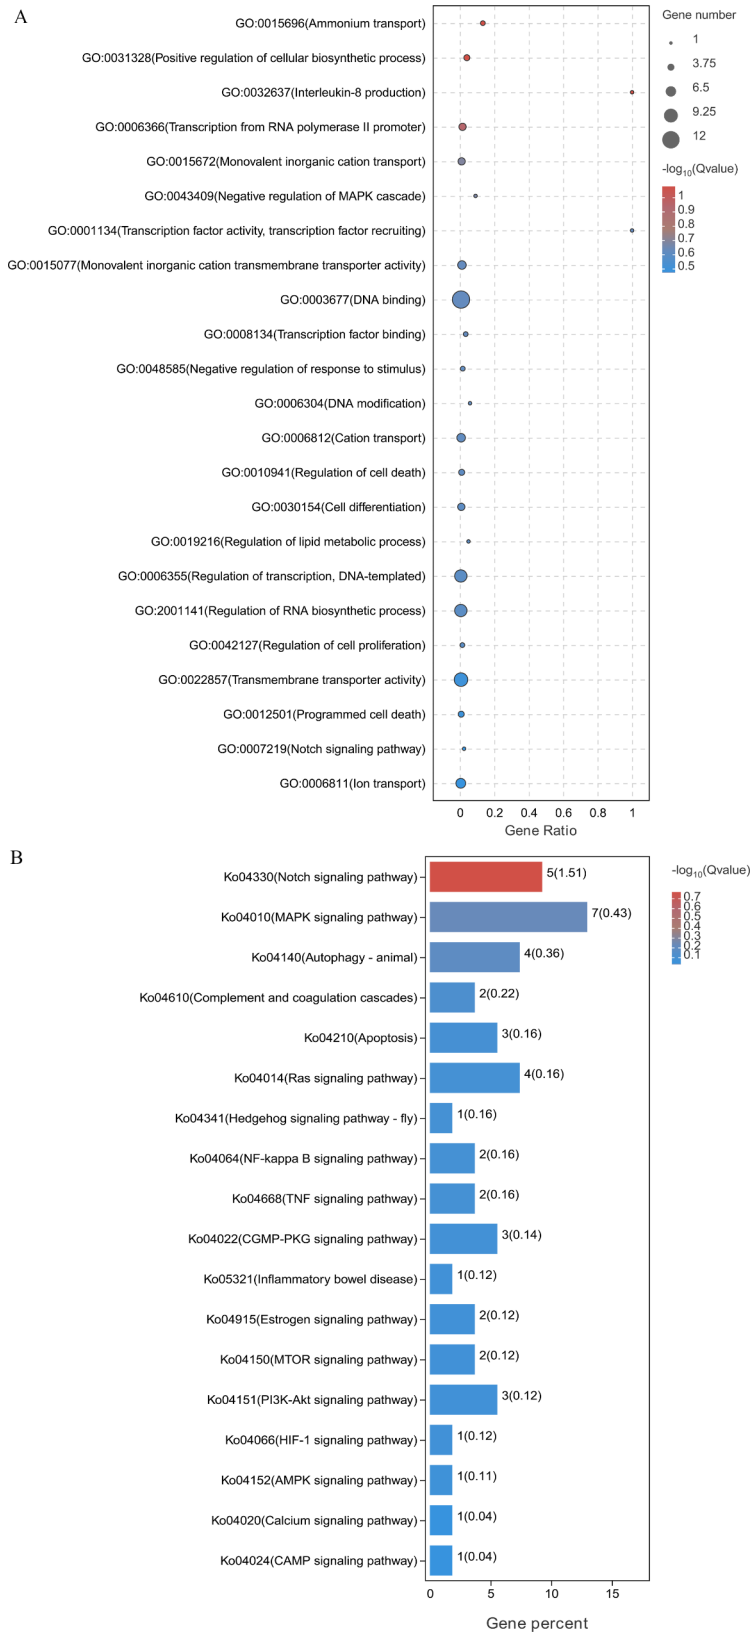 A
GO:0015696(Ammonium transport)
GO:0031328(Positive regulation of cellular biosynthetic process)
GO:0032637(Interleukin-8 production)
GO:0006366(Transcription from RNA polymerase II promoter)
GO:0015672(Monovalent inorganic cation transport)
GO:0043409(Negative regulation of MAPK cascade)
GO:0001134(Transcription factor activity, transcription factor recruiting)
GO:0015077(Monovalent inorganic cation transmembrane transporter activity)
GO:0003677(DNA binding)
GO:0008134(Transcription factor binding)
GO:0048585(Negative regulation of response to stimulus)
GO:0006304(DNA modification)
GO:0006812(Cation transport)
GO:0010941(Regulation of cell death)
GO:0030154(Cell differentiation)
GO:0019216(Regulation of lipid metabolic process)
GO:0006355(Regulation of transcription, DNA-templated)
GO:2001141(Regulation of RNA biosynthetic process)
GO:0042127(Regulation of cell proliferation)
GO:0022857(Transmembrane transporter activity)
GO:0012501(Programmed cell death)
GO:0007219(Notch signaling pathway)
GO:0006811(Ion transport)
0 0.2 0.4 0.6 0.8 1
Gene Ratio
Gene number
1
3.75
6.5
9.25
12
-log10(Qvalue)
1
0.9
0.8
0.7
0.6
0.5
B
Ko04330(Notch signaling pathway) 5(1.51)
Ko04010(MAPK signaling pathway) 7(0.43)
Ko04140(Autophagy - animal) 4(0.36)
Ko04610(Complement and coagulation cascades) 2(0.22)
Ko04210(Apoptosis) 3(0.16)
Ko04014(Ras signaling pathway) 4(0.16)
Ko04341(Hedgehog signaling pathway - fly) 1(0.16)
Ko04064(NF-kappa B signaling pathway) 2(0.16)
Ko04668(TNF signaling pathway) 2(0.16)
Ko04022(CGMP-PKG signaling pathway) 3(0.14)
Ko05321(Inflammatory bowel disease) 1(0.12)
Ko04915(Estrogen signaling pathway) 2(0.12)
Ko04150(MTOR signaling pathway) 2(0.12)
Ko04151(PI3K-Akt signaling pathway) 3(0.12)
Ko04066(HIF-1 signaling pathway) 1(0.12)
Ko04152(AMPK signaling pathway) 1(0.11)
Ko04020(Calcium signaling pathway) 1(0.04)
Ko04024(CAMP signaling pathway) 1(0.04)
0 5 10 15
Gene percent
-log10(Qvalue)
0.7
0.6
0.5
0.4
0.3
0.2
0.1